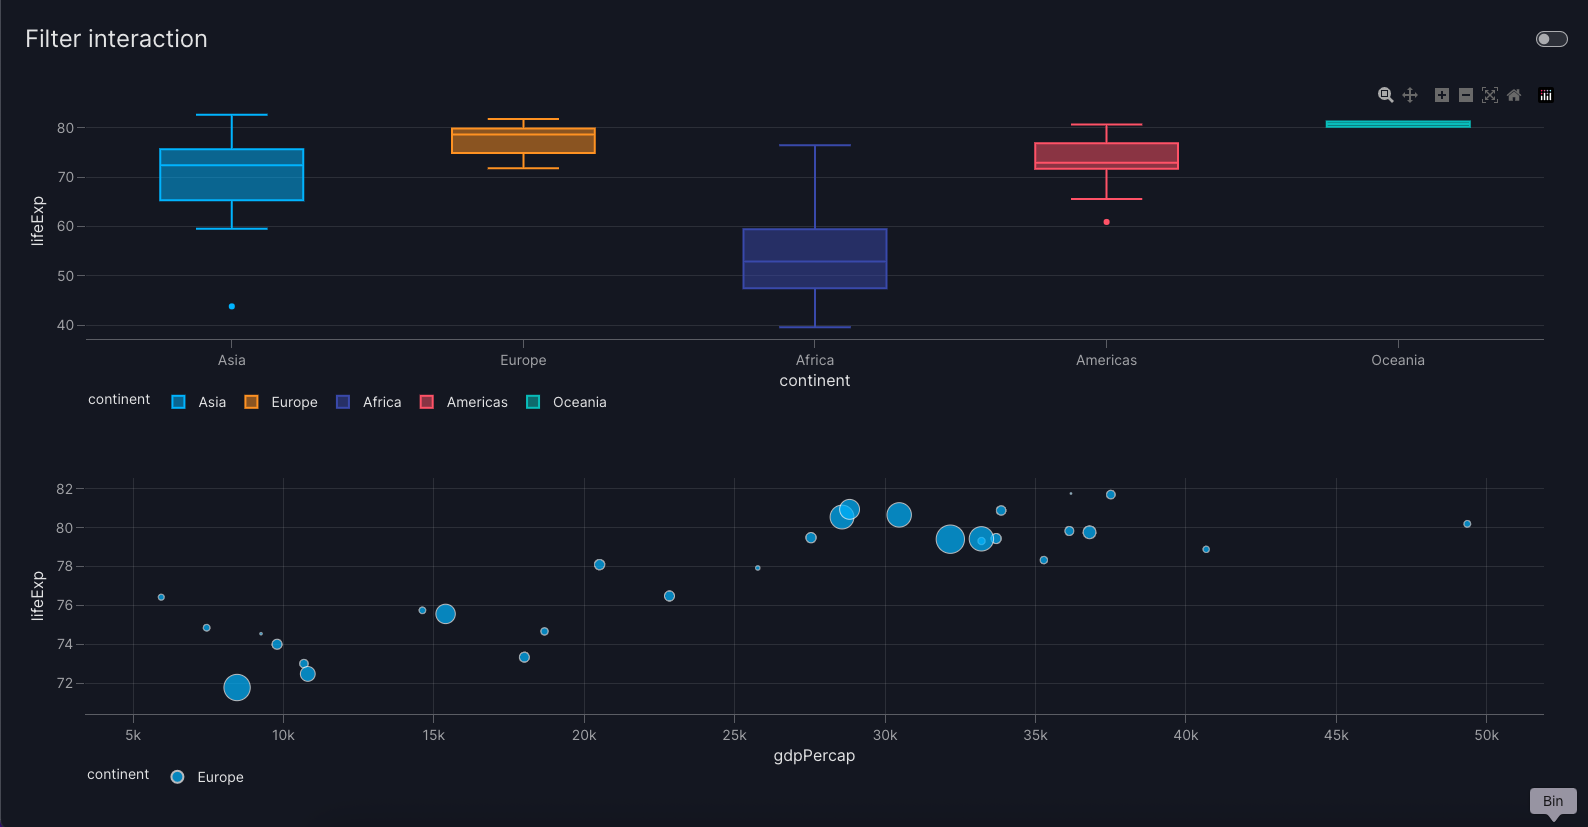 Filter interaction
80
70
60
50
40
lifeExp
Asia Europe Africa Americas Oceania
continent
continent Asia Europe Africa Americas Oceania
82
80
78
76
74
72
lifeExp
5k 10k 15k 20k 25k 30k 35k 40k 45k 50k
gdpPercap
continent Europe
Bin